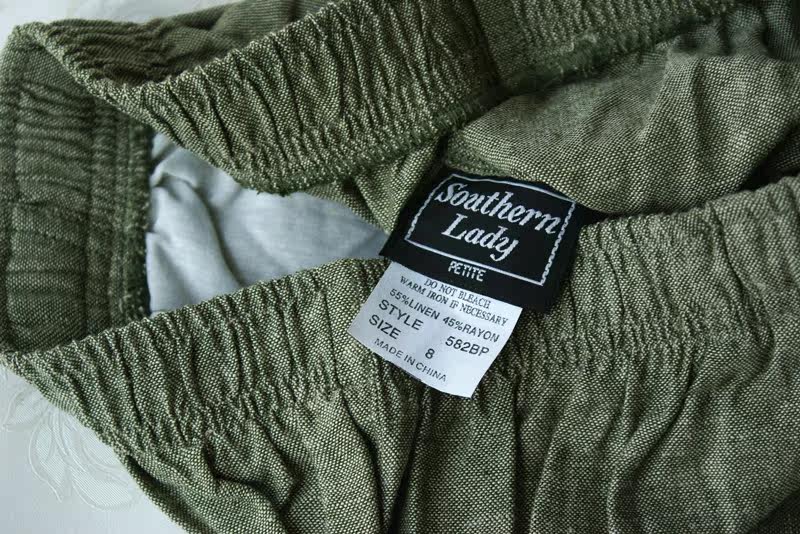 Southern
Lady
PETITE
DO NOT BLEACH
WARM IRON IF NECESSARY
55%LINEN 45%RAYON
STYLE 582BP
SIZE 8
MADE IN CHINA